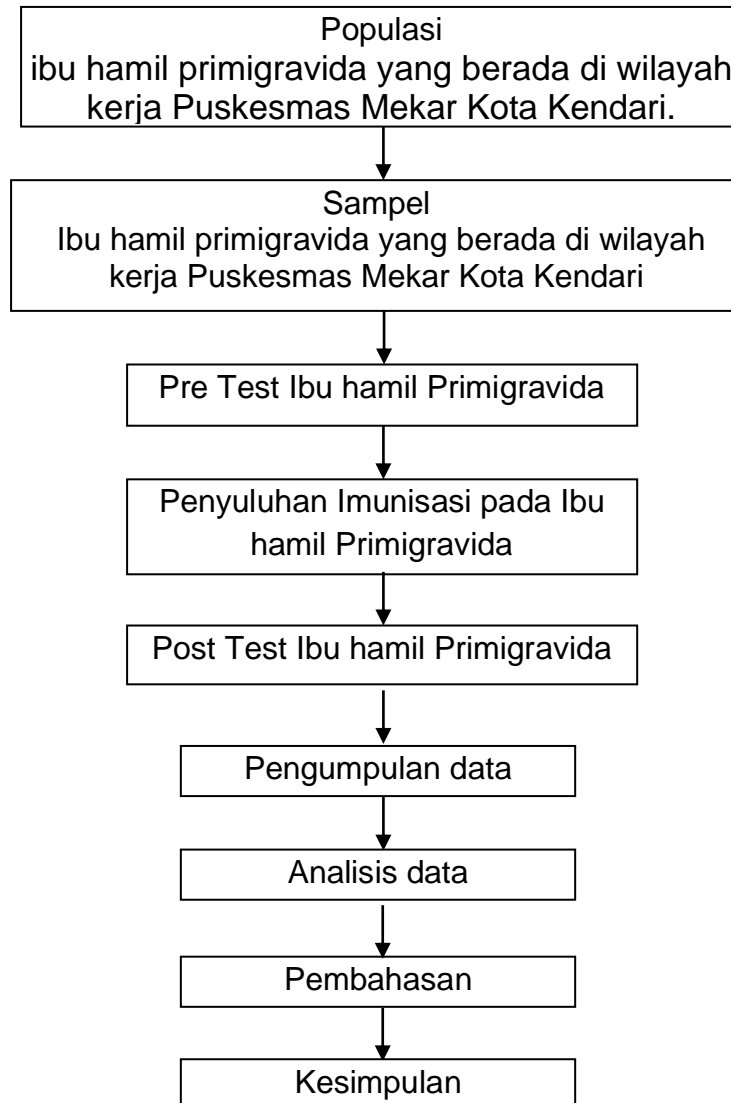 Populasi
ibu hamil primigravida yang berada di wilayah
kerja Puskesmas Mekar Kota Kendari.
Sampel
Ibu hamil primigravida yang berada di wilayah
kerja Puskesmas Mekar Kota Kendari
Pre Test Ibu hamil Primigravida
Penyuluhan Imunisasi pada Ibu
hamil Primigravida
Post Test Ibu hamil Primigravida
Pengumpulan data
Analisis data
Pembahasan
Kesimpulan